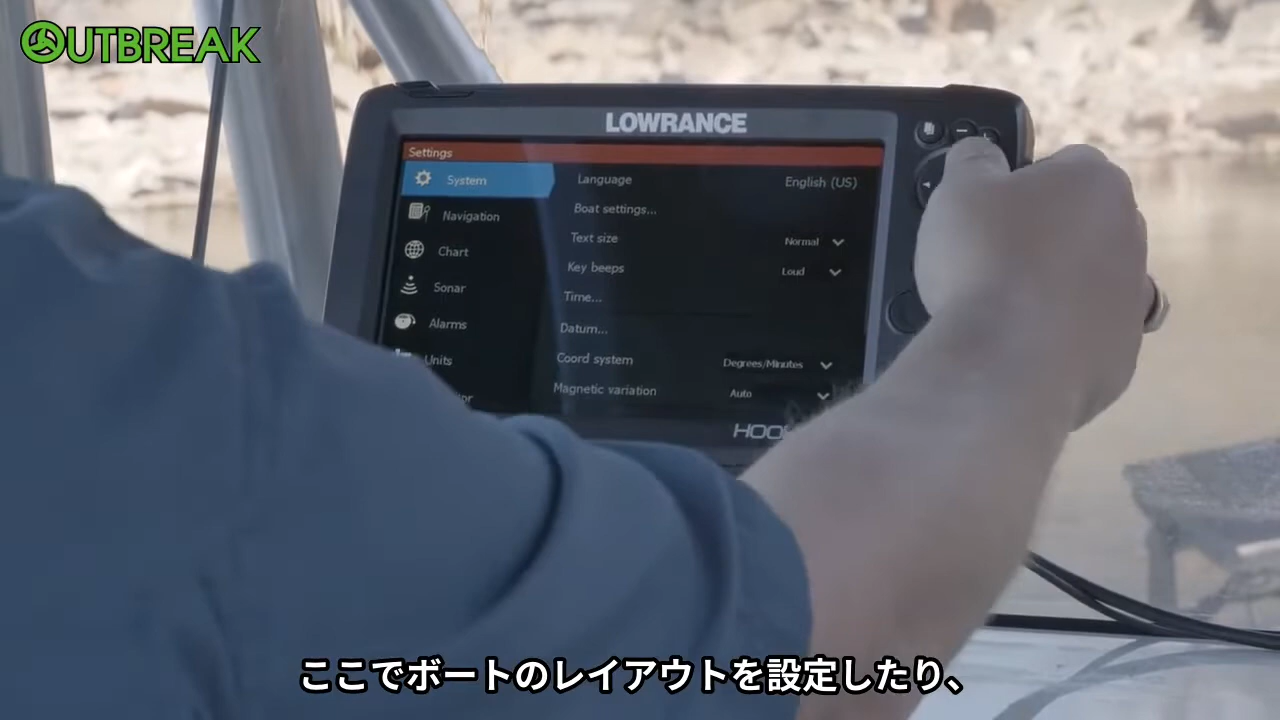 OUTBREAK
LOWRANCE
Settings
System
Navigation
Chart
Sonar
Alarms
Units
Language English (US)
Boat settings...
Text size Normal
Key beeps Loud
Time...
Datum...
Coord system Degrees/Minutes
Magnetic variation Auto
ここでボートのレイアウトを設定したり、